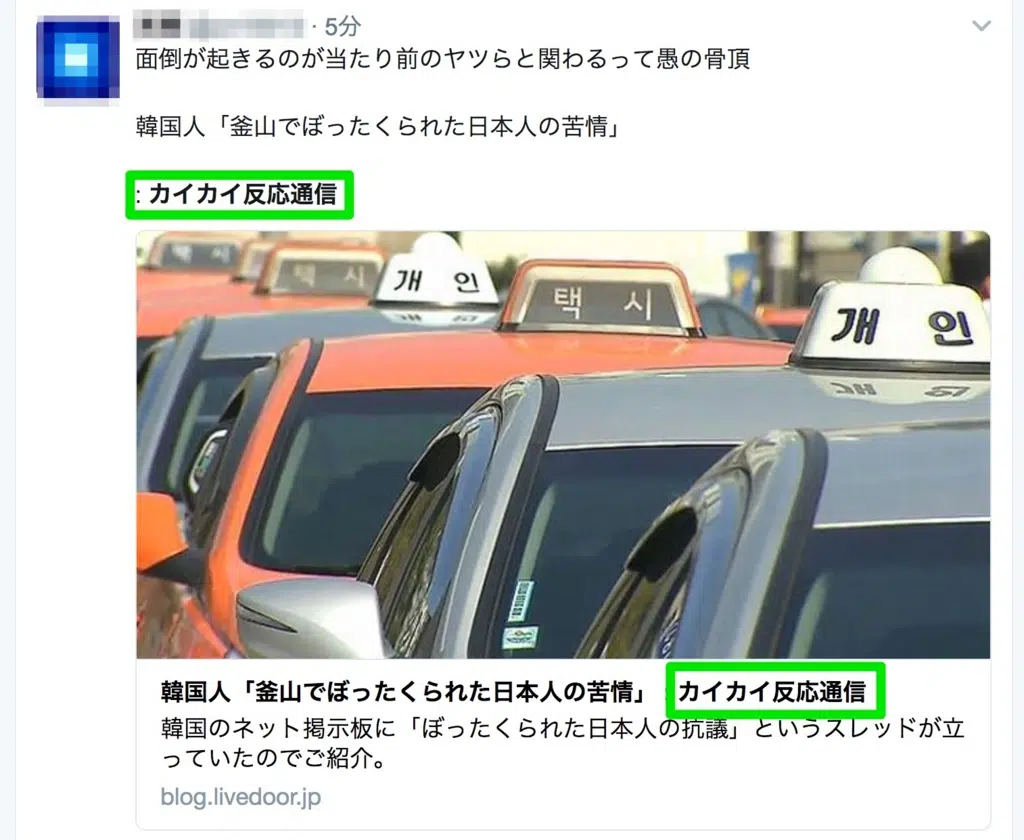 · 5分
面倒が起きるのが当たり前のヤツらと関わるって愚の骨頂
韓国人「釜山でぼったくられた日本人の苦情」
: カイカイ反応通信
택 시
택 시
개 인
택 시
개 인
韓国人「釜山でぼったくられた日本人の苦情」 : カイカイ反応通信
韓国のネット掲示板に「ぼったくられた日本人の抗議」というスレッドが立
っていたのでご紹介。
blog.livedoor.jp